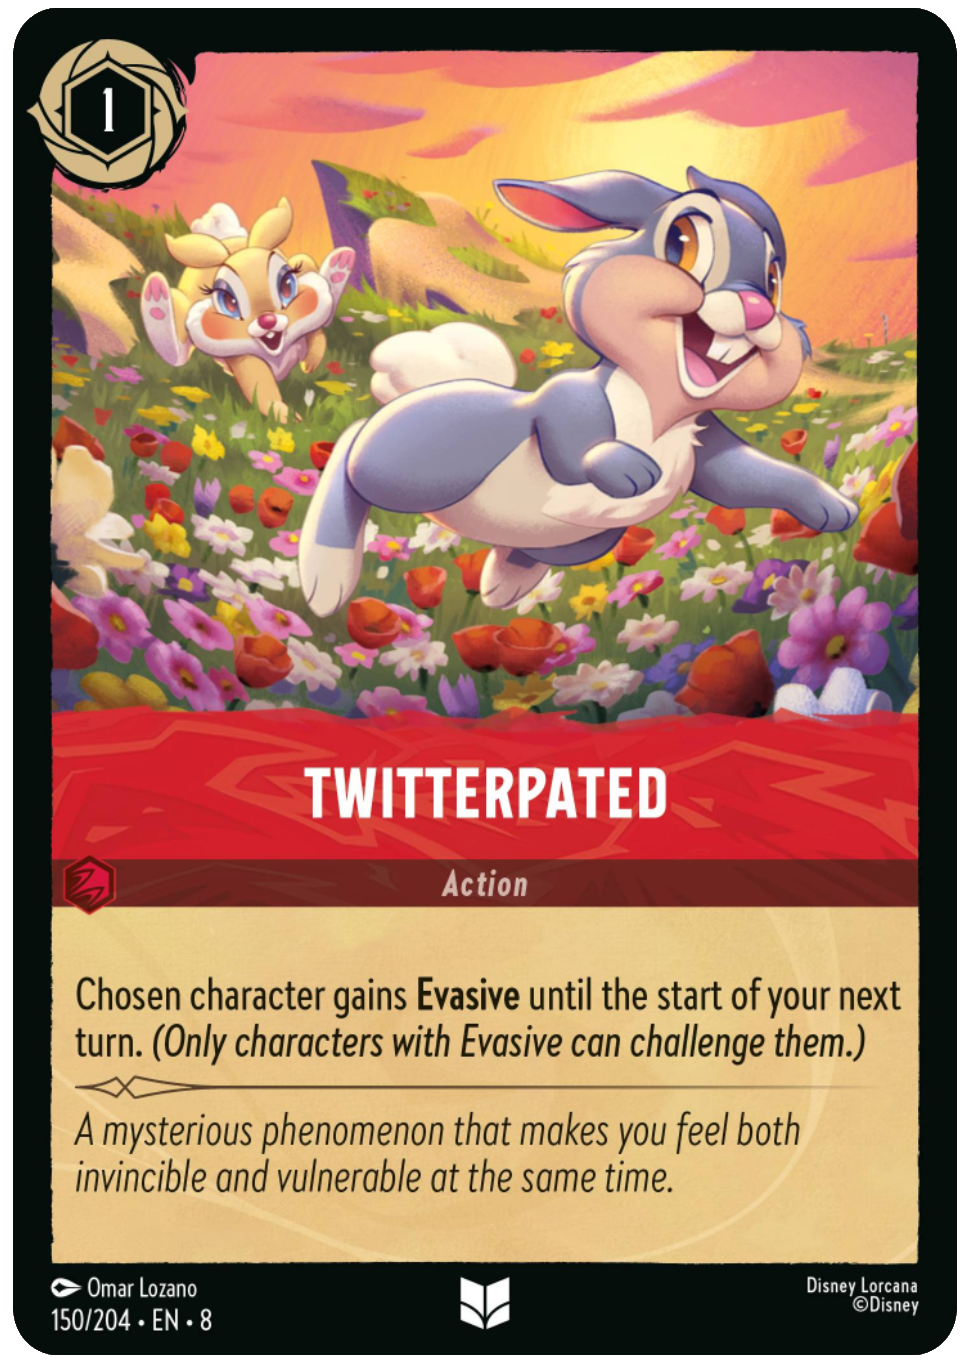 1
TWITTERPATED
Action
Chosen character gains Evasive until the start of your next
turn. (Only characters with Evasive can challenge them.)
A mysterious phenomenon that makes you feel both
invincible and vulnerable at the same time.
Omar Lozano
150/204 • EN • 8
Disney Lorcana
©Disney